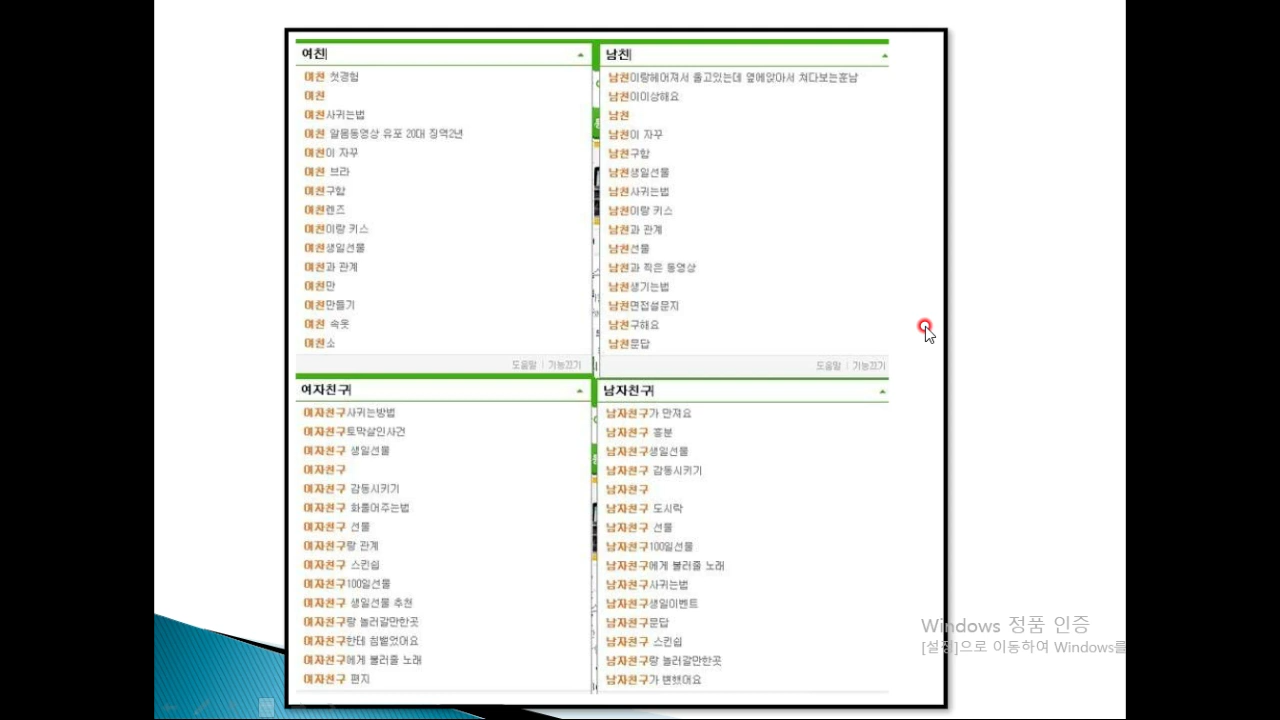 여친
여친 첫경험
여친
여친사귀는법
여친 알몸동영상 유포 20대 징역2년
여친이 자꾸
여친 브라
여친구함
여친렌즈
여친이랑 키스
여친생일선물
여친과 관계
여친만
여친만들기
여친 속옷
여친소
도움말 | 기능끄기
남친
남친이랑헤어져서 울고있는데 옆에앉아서 쳐다보는훈남
남친이이상해요
남친
남친이 자꾸
남친구함
남친생일선물
남친사귀는법
남친이랑 키스
남친과 관계
남친선물
남친과 찍은 동영상
남친생기는법
남친면접설문지
남친구해요
남친문답
도움말 | 기능끄기
여자친구
여자친구사귀는방법
여자친구토막살인사건
여자친구 생일선물
여자친구
여자친구 감동시키기
여자친구 화풀어주는법
여자친구 선물
여자친구랑 관계
여자친구 스킨쉽
여자친구100일선물
여자친구 생일선물 추천
여자친구랑 놀러갈만한곳
여자친구한테 침뱉었어요
여자친구에게 불러줄 노래
여자친구 편지
남자친구
남자친구가 만져요
남자친구 흥분
남자친구생일선물
남자친구 감동시키기
남자친구
남자친구 도시락
남자친구 선물
남자친구100일선물
남자친구에게 불러줄 노래
남자친구사귀는법
남자친구생일이벤트
남자친구문답
남자친구 스킨쉽
남자친구랑 놀러갈만한곳
남자친구가 변했어요
Windows 정품 인증
[설정]으로 이동하여 Windows를